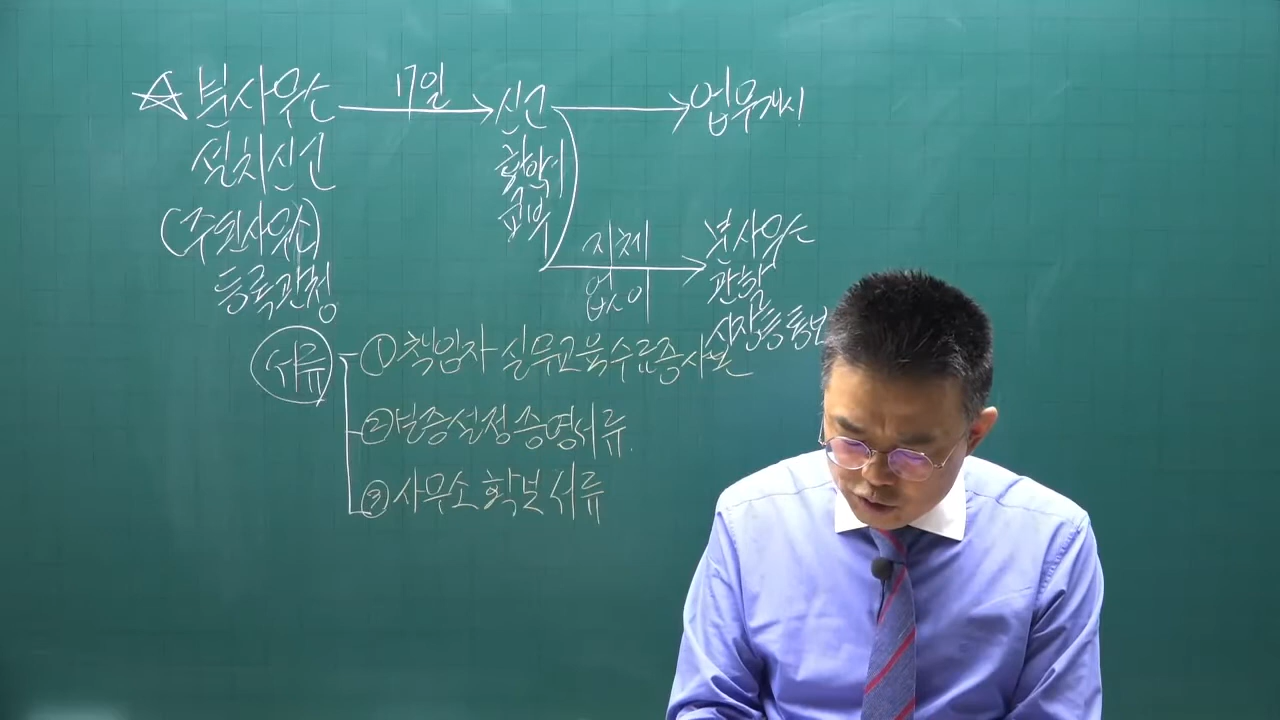 ☆ 분사무소 17일 신고 업무개시
설치신고 확인서
(주된사무소) 교부
등록관청
지체 분사무소
없이 관할
시장등 통보
서류
① 책임자 실무교육수료증사본
② 보증설정증명서류.
③ 사무소 확보 서류